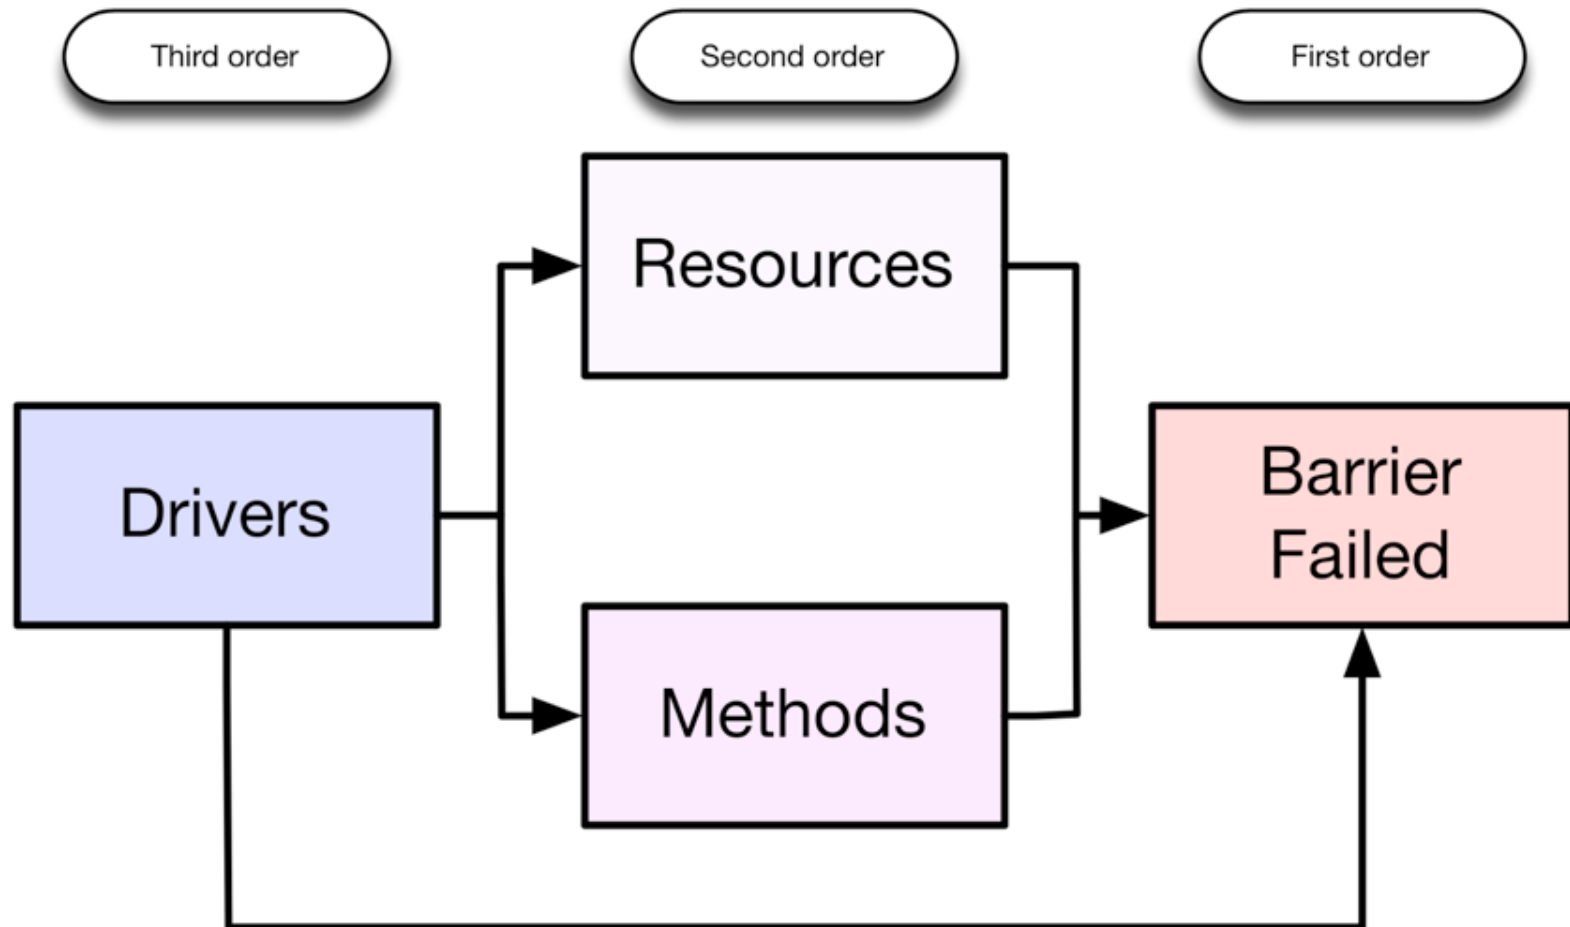 Third order
Second order
First order
Resources
Drivers
Barrier
Failed
Methods